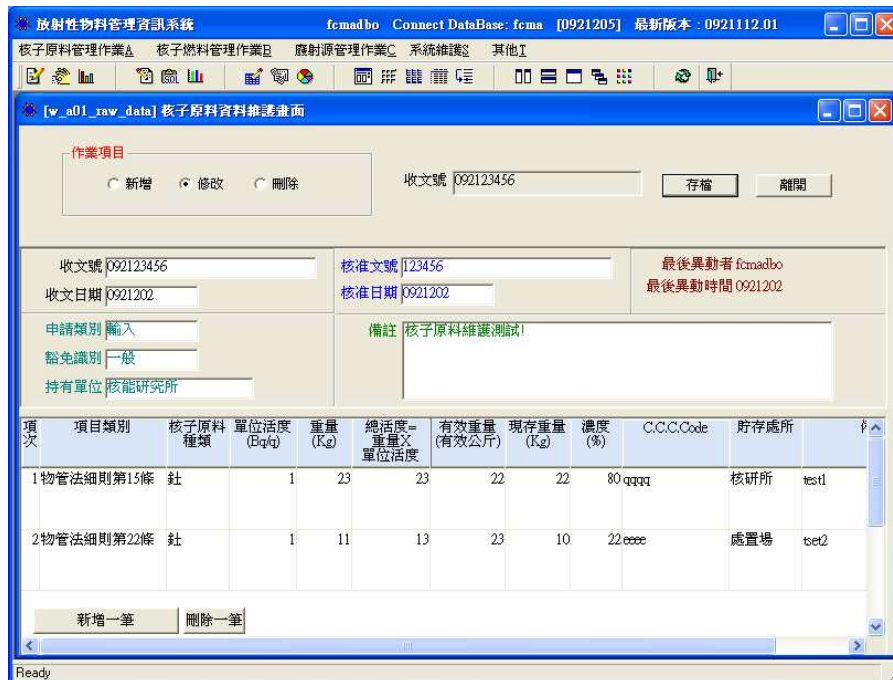 放射性物料管理資訊系統 fcmadbo Connect DataBase: fcma [0921205] 最新版本 : 0921112.01
核子原料管理作業A 核子燃料管理作業B 廢射源管理作業C 系統維護S 其他I
[w_a01_raw_data] 核子原料資料維護畫面
作業項目
新增 修改 刪除
收文號 092123456 存檔 離開
收文號 092123456 核准文號 123456 最後異動者 fcmadbo
收文日期 0921202 核准日期 0921202 最後異動時間 0921202
申請類別 輸入 備註 核子原料維護測試!
豁免識別 一般
持有單位 核能研究所
項次 項目類別 核子原料種類 單位活度(Bq/q) 重量(Kg) 總活度=重量X單位活度 有效重量(有效公斤) 現存重量(Kg) 濃度(%) C.C.C.Code 貯存處所
1 物管法細則第15條 釷 1 23 23 22 22 80 qqqq 核研所 test1
2 物管法細則第22條 釷 1 11 13 23 10 22 eeee 處置場 tset2
新增一筆 刪除一筆
Ready